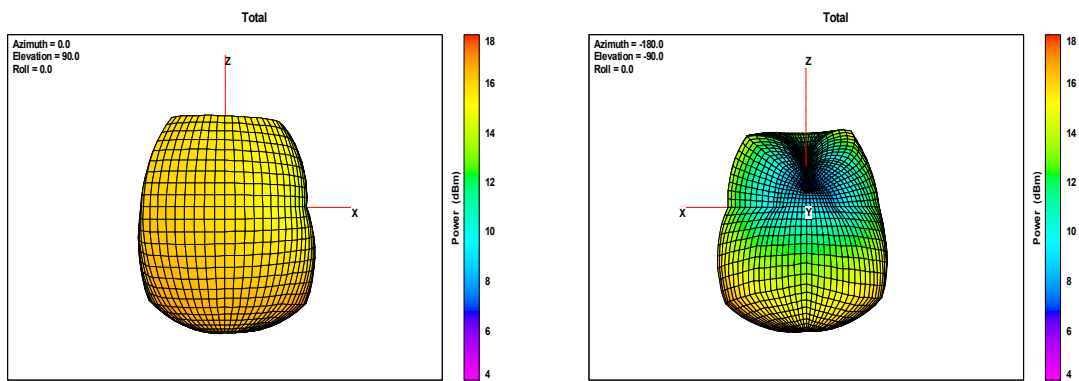 Total
Azimuth = 0.0
Elevation = 90.0
Roll = 0.0
Z
X
18
16
14
12
10
8
6
4
Power (dBm)
Total
Azimuth = -180.0
Elevation = -90.0
Roll = 0.0
Z
X
Y
18
16
14
12
10
8
6
4
Power (dBm)